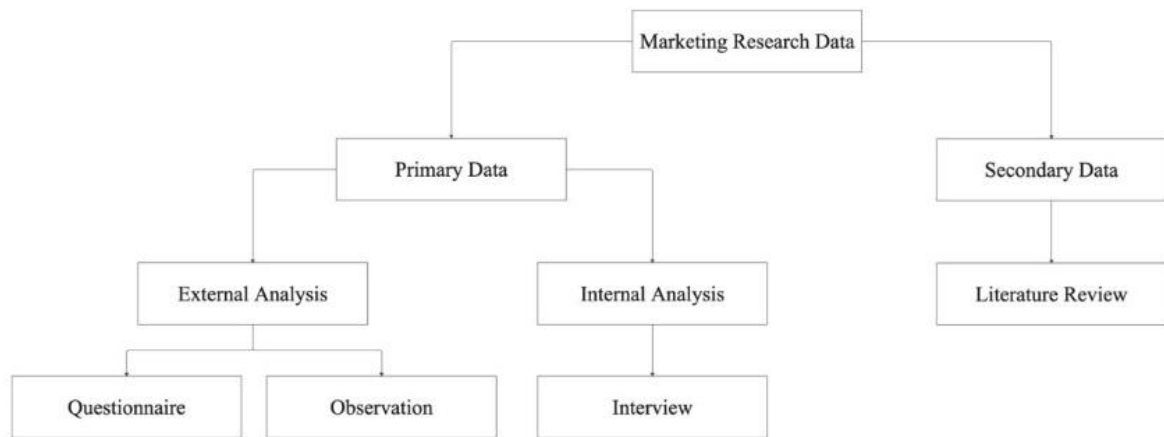 Marketing Research Data
Primary Data
Secondary Data
External Analysis
Internal Analysis
Literature Review
Questionnaire
Observation
Interview